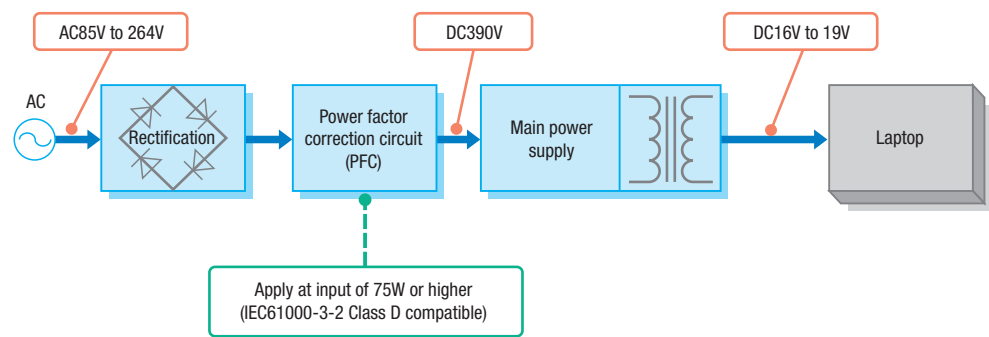 AC85V to 264V
DC390V
DC16V to 19V
AC
Rectification
Power factor
correction circuit
(PFC)
Main power
supply
Laptop
Apply at input of 75W or higher
(IEC61000-3-2 Class D compatible)